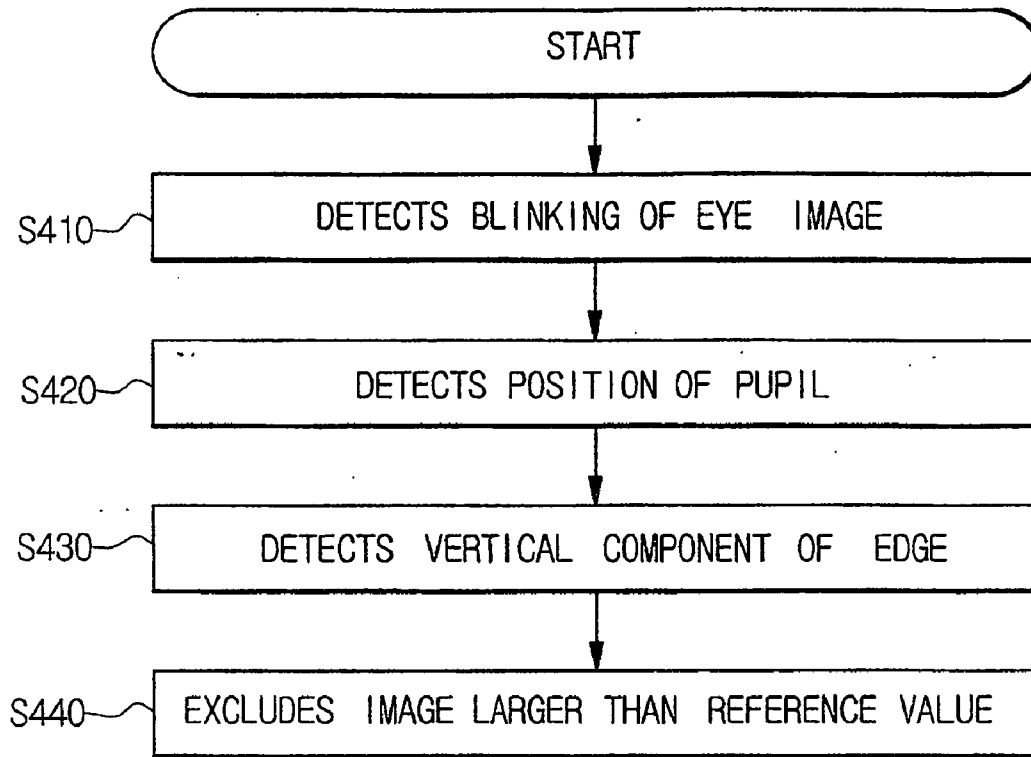 START
S410
DETECTS BLINKING OF EYE IMAGE
S420
DETECTS POSITION OF PUPIL
S430
DETECTS VERTICAL COMPONENT OF EDGE
S440
EXCLUDES IMAGE LARGER THAN REFERENCE VALUE